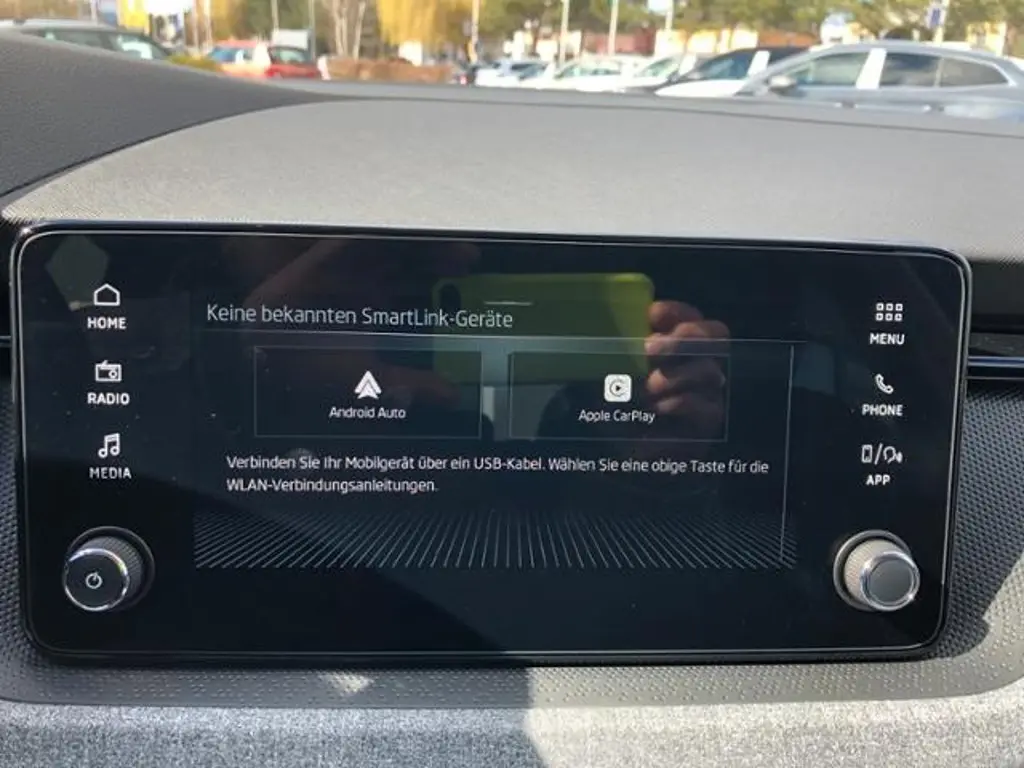 HOME
RADIO
MEDIA
Keine bekannten SmartLink-Geräte
Android Auto
Apple CarPlay
Verbinden Sie Ihr Mobilgerät über ein USB-Kabel. Wählen Sie eine obige Taste für die
WLAN-Verbindungsanleitungen.
MENU
PHONE
APP